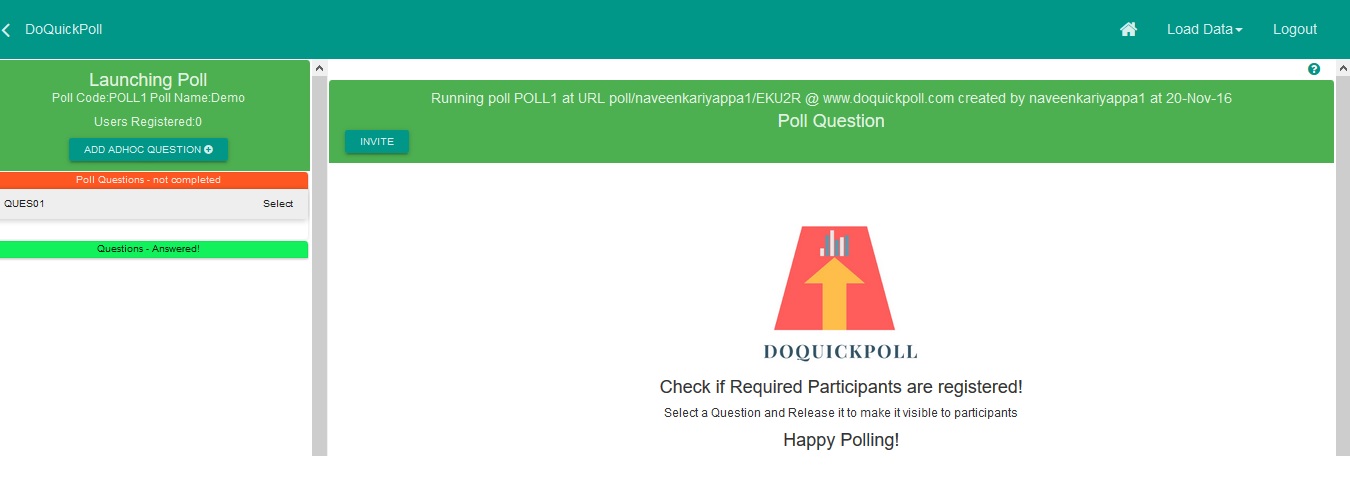 DoQuickPoll
Load Data
Logout
Launching Poll
Poll Code:POLL1 Poll Name:Demo
Users Registered:0
ADD ADHOC QUESTION
Poll Questions - not completed
QUES01 Select
Questions - Answered!
Running poll POLL1 at URL poll/naveenkariyappa1/EKU2R @ www.doquickpoll.com created by naveenkariyappa1 at 20-Nov-16
Poll Question
INVITE
DOQUICKPOLL
Check if Required Participants are registered!
Select a Question and Release it to make it visible to participants
Happy Polling!